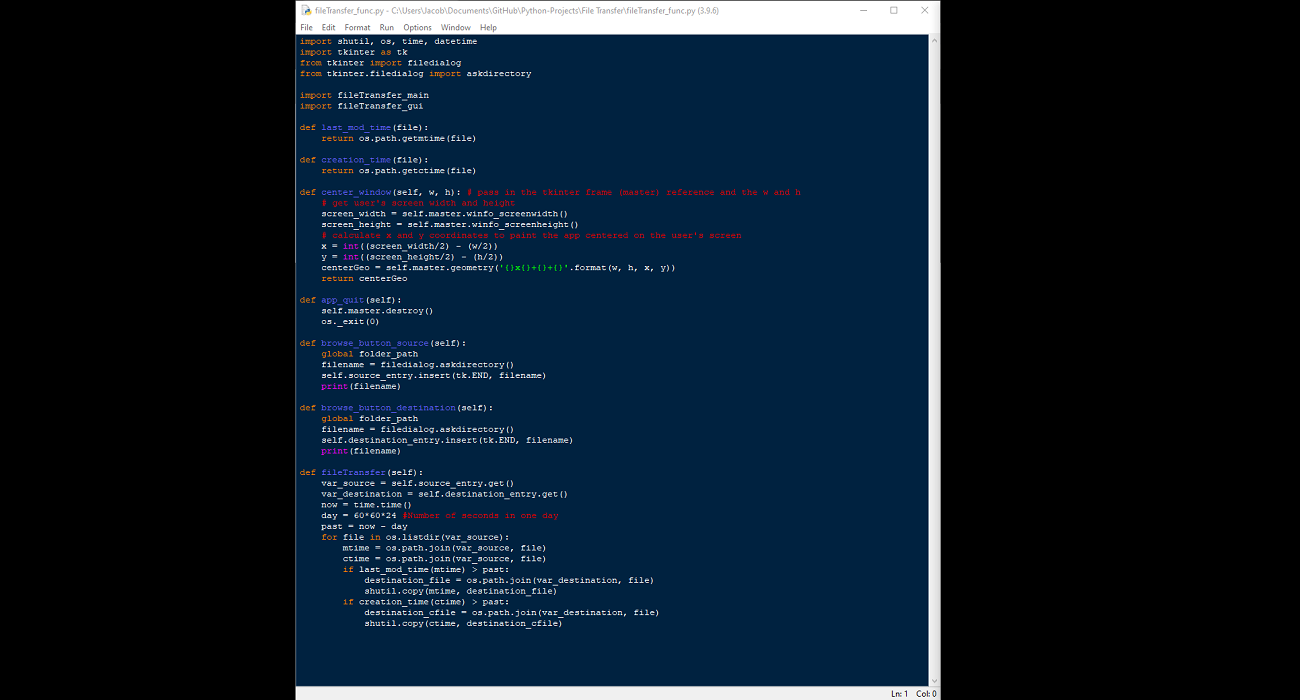 fileTransfer_func.py - C:\Users\Jacob\Documents\GitHub\Python-Projects\File Transfer\fileTransfer_func.py (3.9.6)
File Edit Format Run Options Window Help
import shutil, os, time, datetime
import tkinter as tk
from tkinter import filedialog
from tkinter.filedialog import askdirectory
import fileTransfer_main
import fileTransfer_gui
def last_mod_time(file):
    return os.path.getmtime(file)
def creation_time(file):
    return os.path.getctime(file)
def center_window(self, w, h): # pass in the tkinter frame (master) reference and the w and h
    # get user's screen width and height
    screen_width = self.master.winfo_screenwidth()
    screen_height = self.master.winfo_screenheight()
    # calculate x and y coordinates to paint the app centered on the user's screen
    x = int((screen_width/2) - (w/2))
    y = int((screen_height/2) - (h/2))
    centerGeo = self.master.geometry('{}x{}+{}+{}'.format(w, h, x, y))
    return centerGeo
def app_quit(self):
    self.master.destroy()
    os._exit(0)
def browse_button_source(self):
    global folder_path
    filename = filedialog.askdirectory()
    self.source_entry.insert(tk.END, filename)
    print(filename)
def browse_button_destination(self):
    global folder_path
    filename = filedialog.askdirectory()
    self.destination_entry.insert(tk.END, filename)
    print(filename)
def fileTransfer(self):
    var_source = self.source_entry.get()
    var_destination = self.destination_entry.get()
    now = time.time()
    day = 60*60*24 #Number of seconds in one day
    past = now - day
    for file in os.listdir(var_source):
        mtime = os.path.join(var_source, file)
        ctime = os.path.join(var_source, file)
        if last_mod_time(mtime) > past:
            destination_file = os.path.join(var_destination, file)
            shutil.copy(mtime, destination_file)
        if creation_time(ctime) > past:
            destination_cfile = os.path.join(var_destination, file)
            shutil.copy(ctime, destination_cfile)
Ln: 1 Col: 0